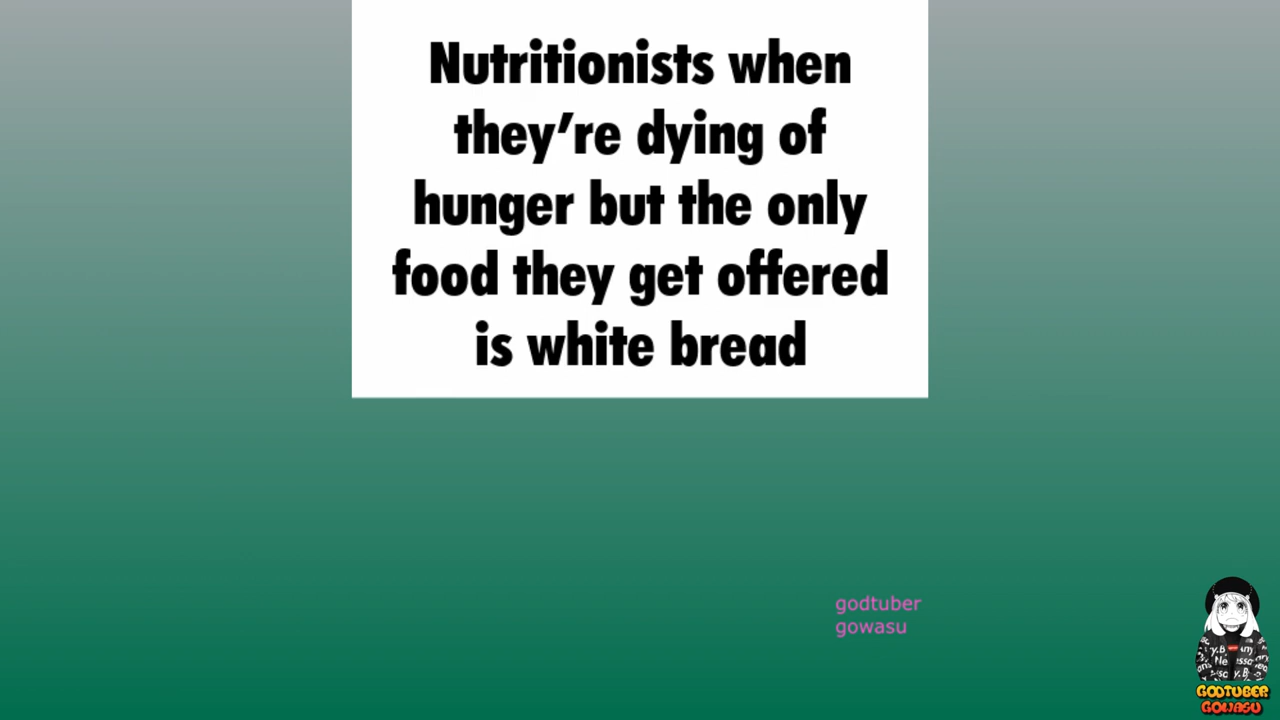 Nutritionists when
they’re dying of
hunger but the only
food they get offered
is white bread
godtuber
gowasu
GODTUBER
GOWASU